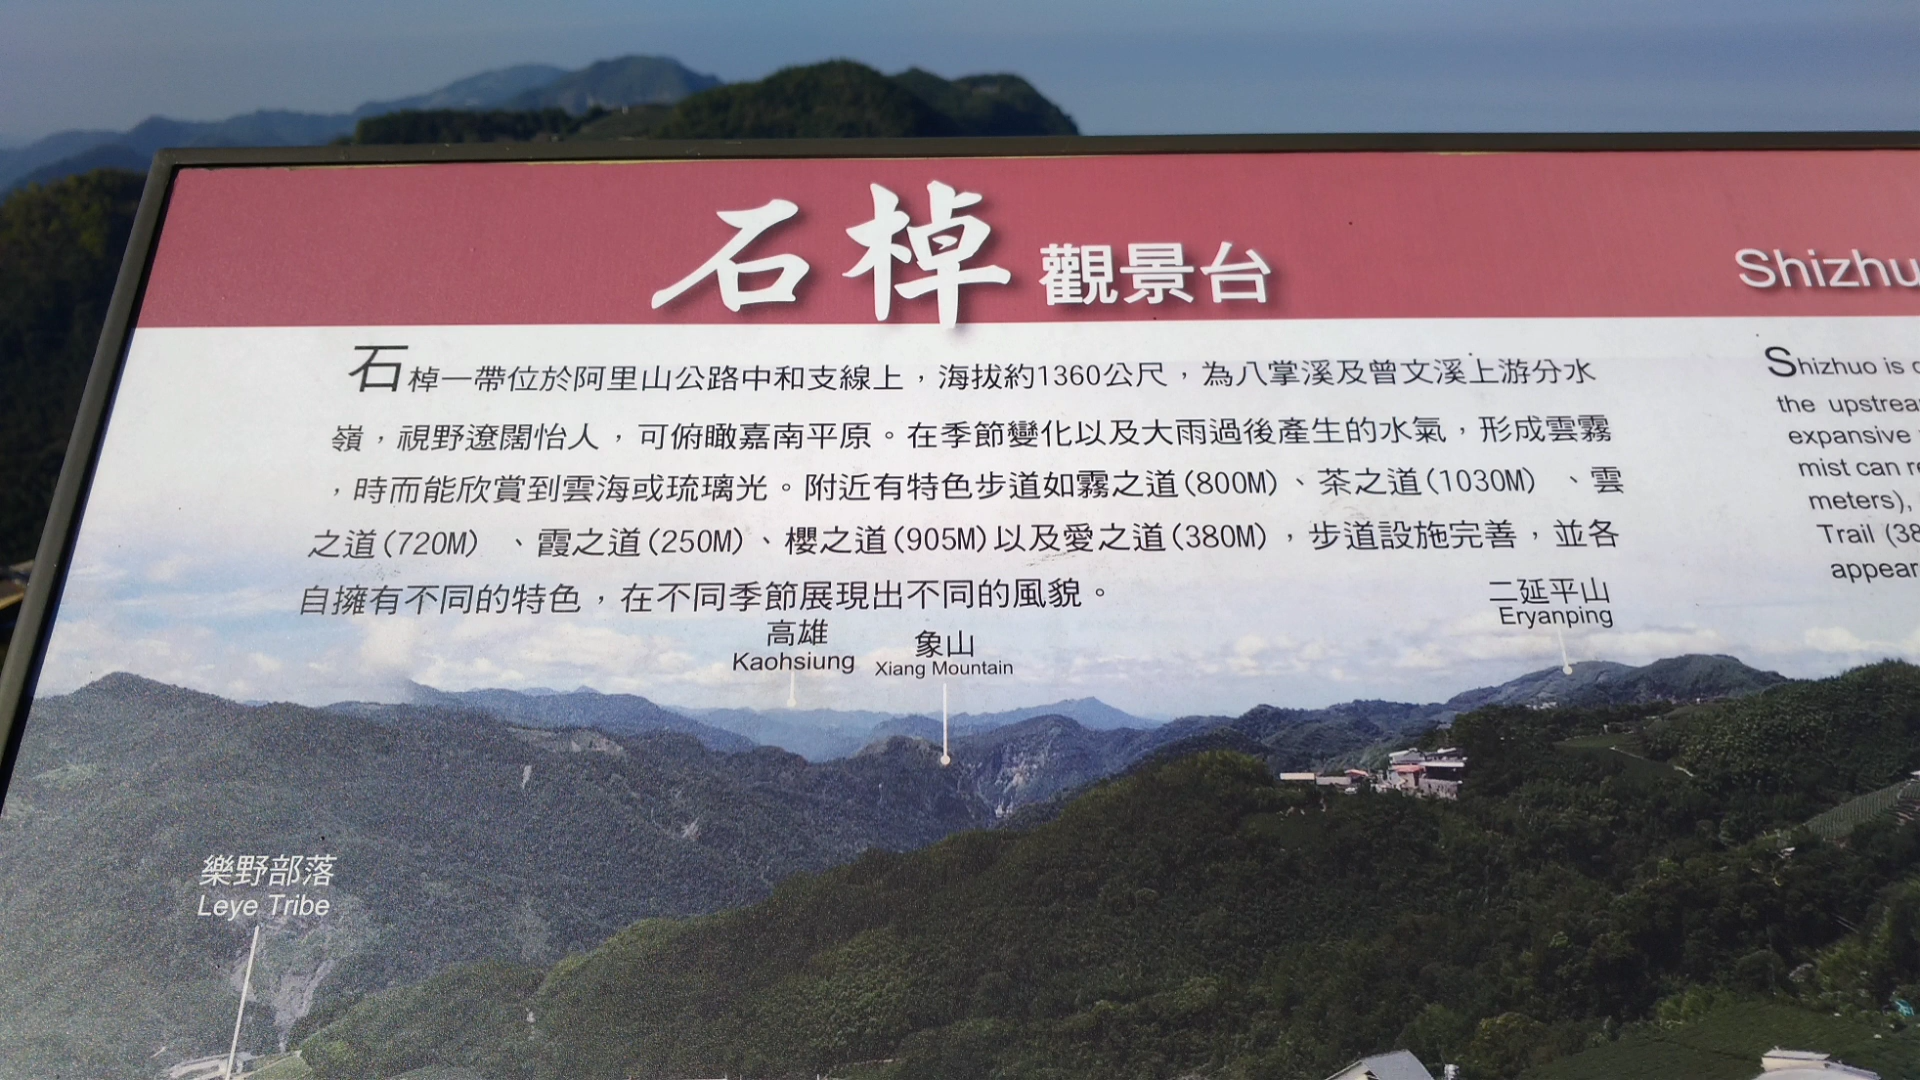 石棹觀景台
石棹一帶位於阿里山公路中和支線上，海拔約1360公尺，為八掌溪及曾文溪上游分水
嶺，視野遼闊怡人，可俯瞰嘉南平原。在季節變化以及大雨過後產生的水氣，形成雲霧
，時而能欣賞到雲海或琉璃光。附近有特色步道如霧之道(800M)、茶之道(1030M) 、雲
之道(720M) 、霞之道(250M)、櫻之道(905M)以及愛之道(380M)，步道設施完善，並各
自擁有不同的特色，在不同季節展現出不同的風貌。
Shizhu
Shizhuo is
the upstrea
expansive
mist can
meters),
Trail (38
appear
高雄
Kaohsiung
象山
Xiang Mountain
二延平山
Eryanping
樂野部落
Leye Tribe